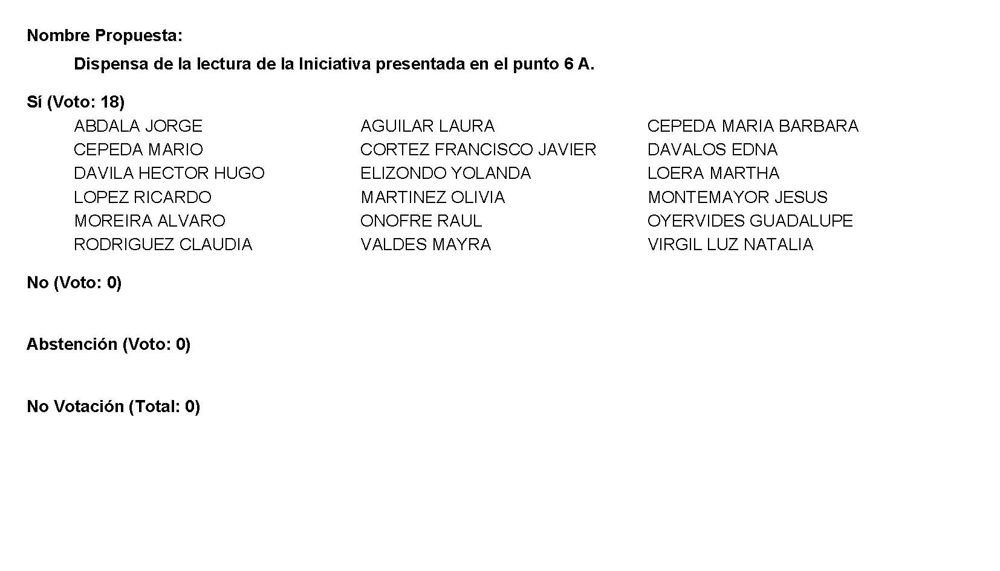 Nombre Propuesta:
Dispensa de la lectura de la Iniciativa presentada en el punto 6 A.
Sí (Voto: 18)
ABDALA JORGE AGUILAR LAURA CEPEDA MARIA BARBARA
CEPEDA MARIO CORTEZ FRANCISCO JAVIER DAVALOS EDNA
DAVILA HECTOR HUGO ELIZONDO YOLANDA LOERA MARTHA
LOPEZ RICARDO MARTINEZ OLIVIA MONTEMAYOR JESUS
MOREIRA ALVARO ONOFRE RAUL OYERVIDES GUADALUPE
RODRIGUEZ CLAUDIA VALDES MAYRA VIRGIL LUZ NATALIA
No (Voto: 0)
Abstención (Voto: 0)
No Votación (Total: 0)